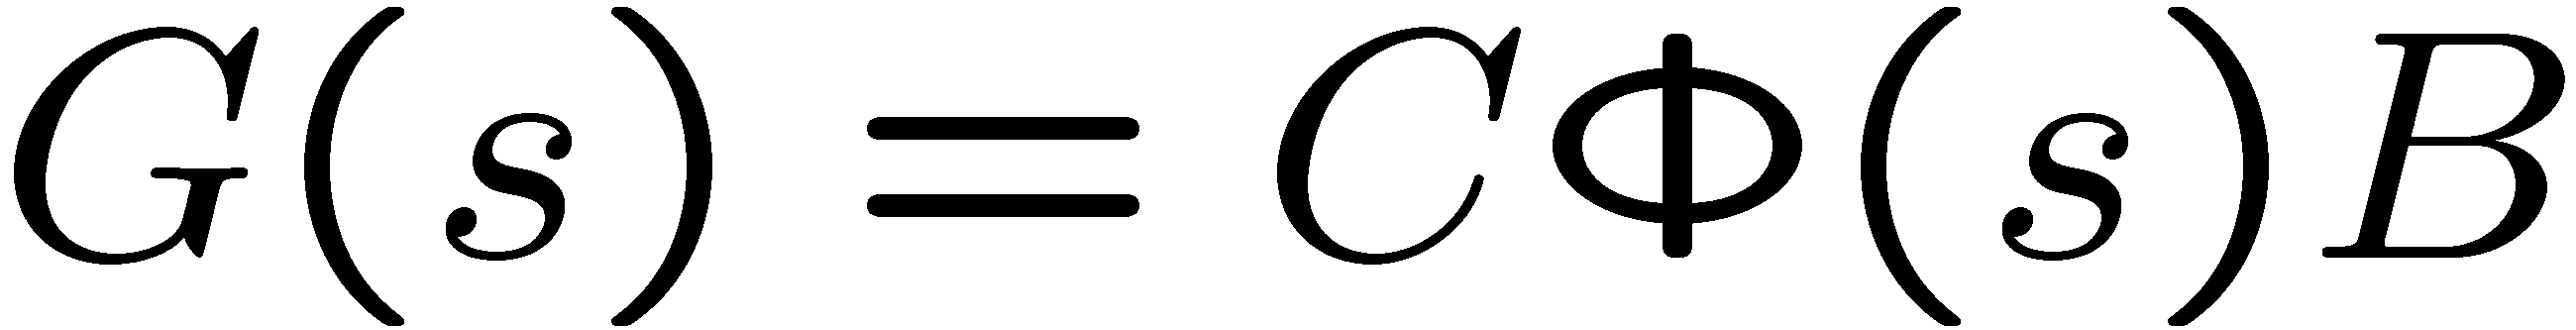 G(s) = CΦ(s)B